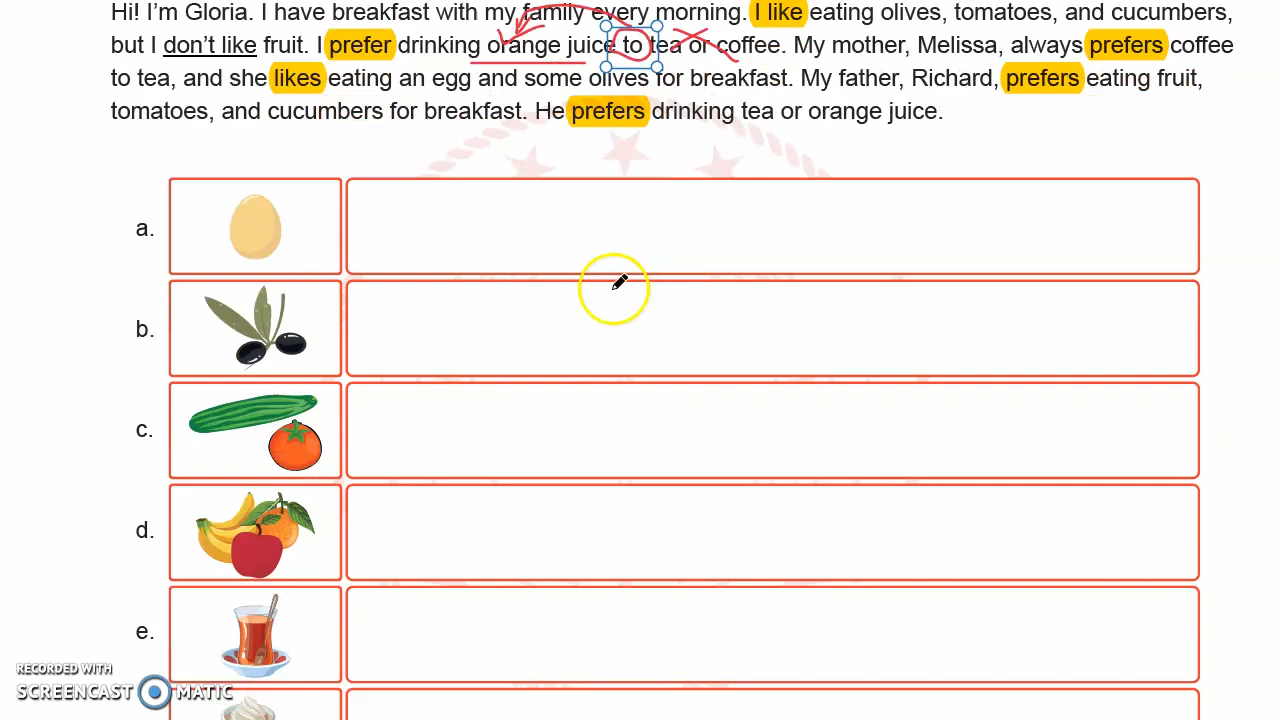 Hi! I’m Gloria. I have breakfast with my family every morning. I like eating olives, tomatoes, and cucumbers,
but I don’t like fruit. I prefer drinking orange juice to tea or coffee. My mother, Melissa, always prefers coffee
to tea, and she likes eating an egg and some olives for breakfast. My father, Richard, prefers eating fruit,
tomatoes, and cucumbers for breakfast. He prefers drinking tea or orange juice.
a.
b.
c.
d.
e.
RECORDED WITH
SCREENCAST MATIC